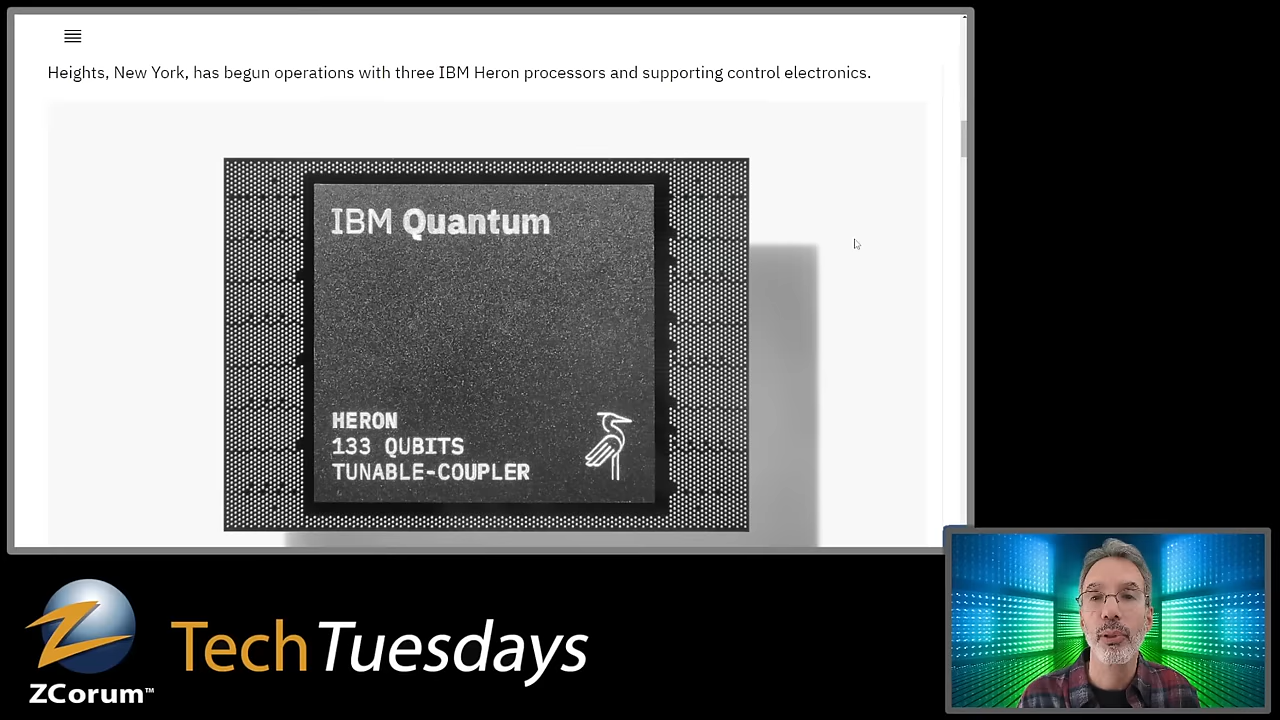 Heights, New York, has begun operations with three IBM Heron processors and supporting control electronics.
IBM Quantum
HERON
133 QUBITS
TUNABLE-COUPLER
Z
ZCorum™
Tech Tuesdays